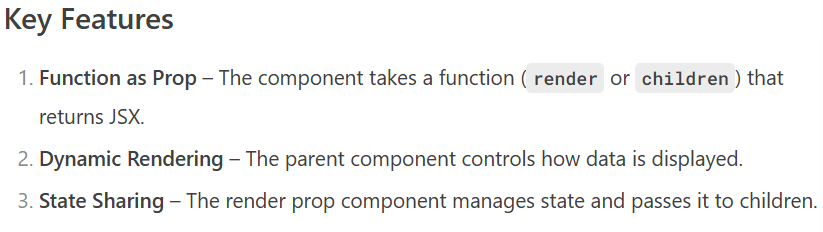 Key Features
1. Function as Prop – The component takes a function ( render or children ) that
returns JSX.
2. Dynamic Rendering – The parent component controls how data is displayed.
3. State Sharing – The render prop component manages state and passes it to children.